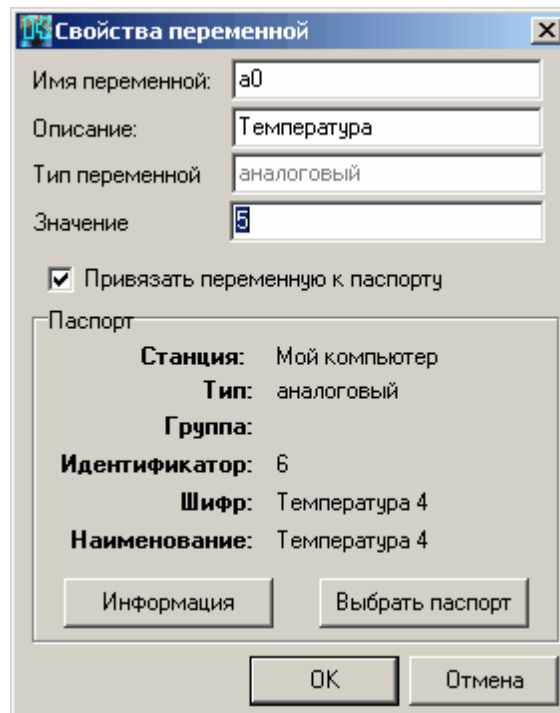 Свойства переменной
Имя переменной: a0
Описание: Температура
Тип переменной аналоговый
Значение 5
Привязать переменную к паспорту
Паспорт
Станция: Мой компьютер
Тип: аналоговый
Группа:
Идентификатор: 6
Шифр: Температура 4
Наименование: Температура 4
Информация Выбрать паспорт
OK Отмена